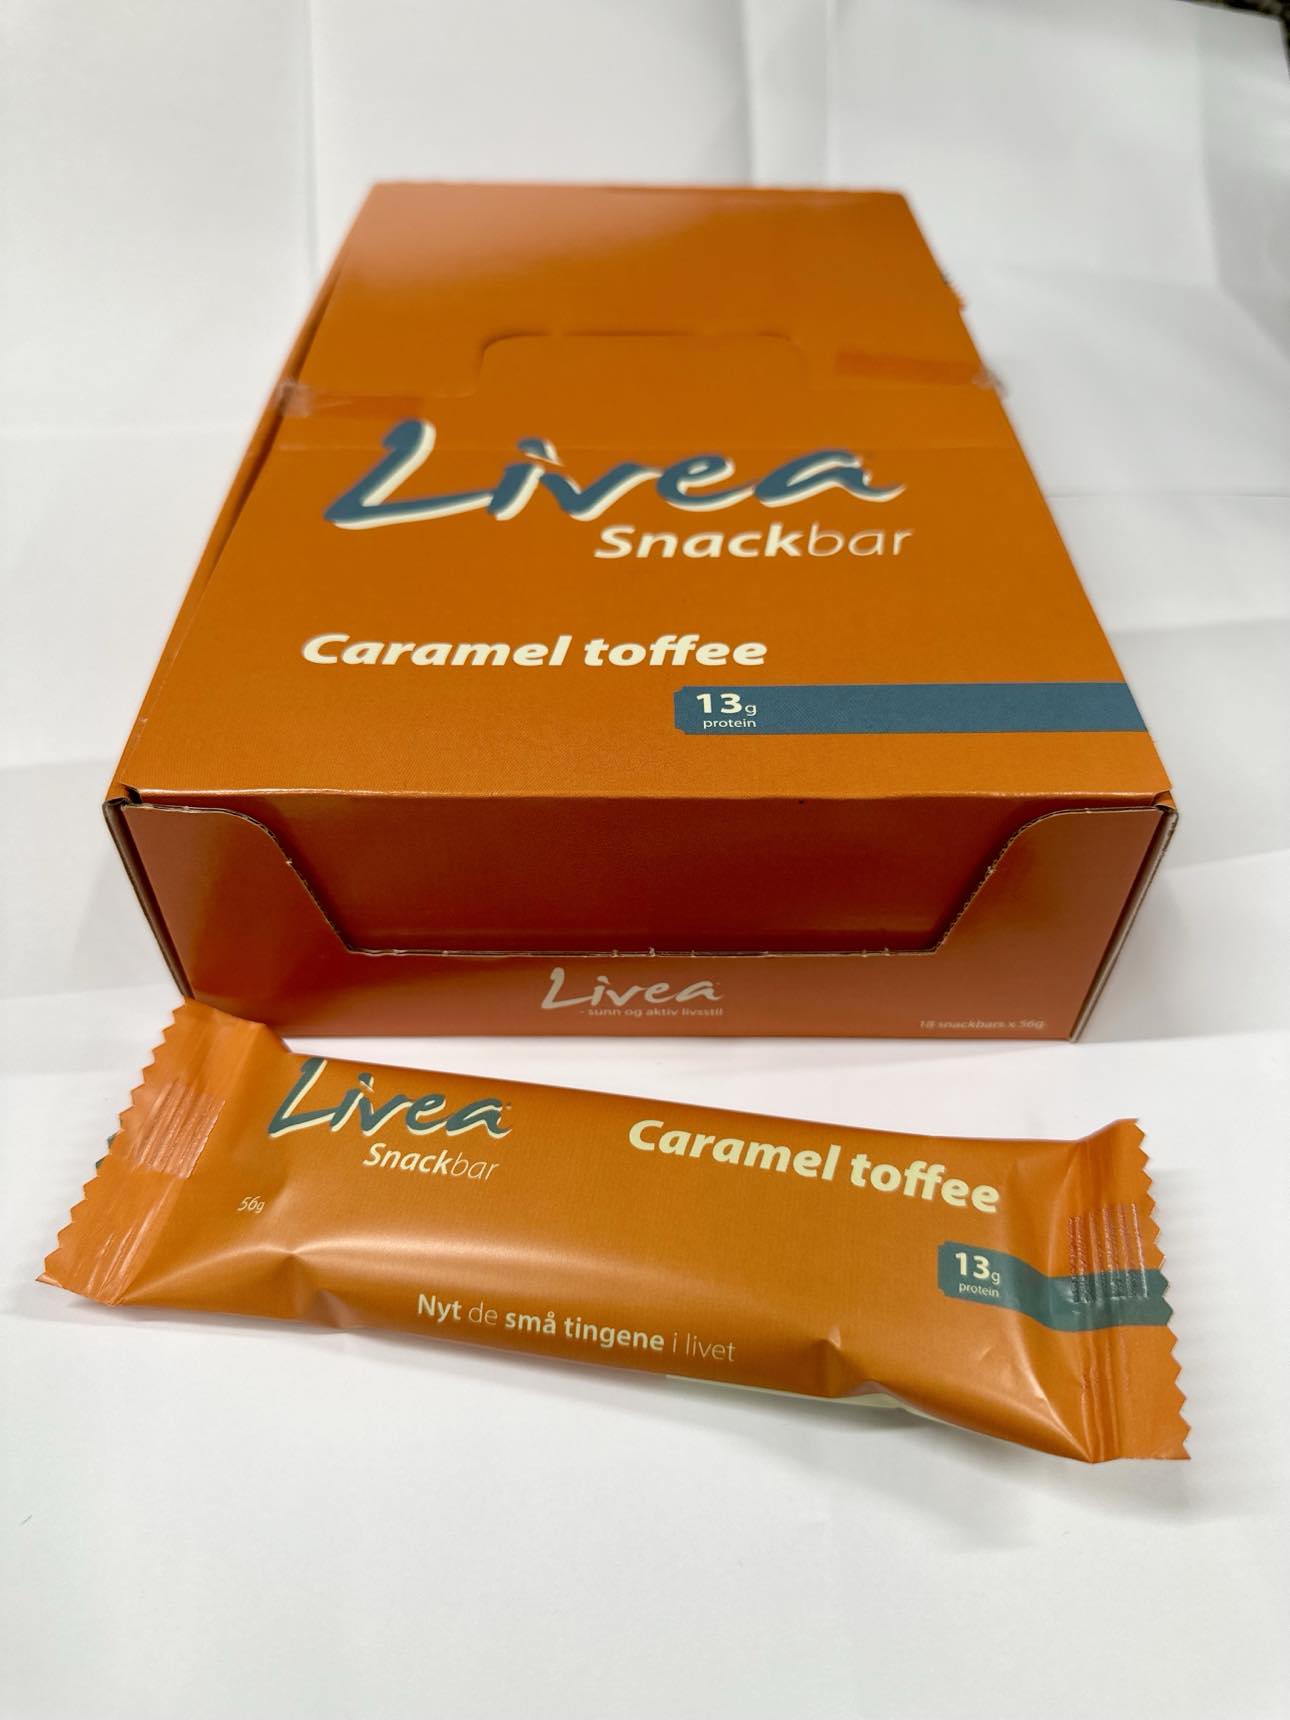 Livea
Snackbar
Caramel toffee
13g
protein
Livea
- sunn og aktiv livsstil
18 snackbars x 56g
Livea
Snackbar
56g
Caramel toffee
13g
protein
Nyt de små tingene i livet